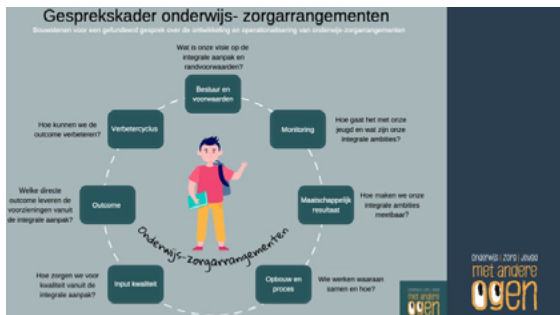 Gesprekskader onderwijs- zorgarrangementen
Bouwstenen voor een gefundeerd gesprek over de ontwikkeling en operationalisering van onderwijs-zorgarrangementen
Wat is onze visie op de
integrale aanpak en
randvoorwaarden?
Bestuur en
voorwaarden
Hoe kunnen we de
outcome verbeteren?
Verbetercyclus
Monitoring
Hoe gaat het met onze
jeugd en wat zijn onze
integrale ambities?
Welke directe
outcome leveren de
voorzieningen vanuit
de integrale aanpak?
Outcome
Maatschappelijk
resultaat
Hoe maken we onze
integrale ambities
meetbaar?
Onderwijs-zorgarrangementen
Hoe zorgen we voor
kwaliteit vanuit de
integrale aanpak?
Input kwaliteit
Opbouw en
proces
Wie werken waaraan
samen en hoe?
onderwijs | zorg | jeugd
met andere
ogen
met andere
ogen